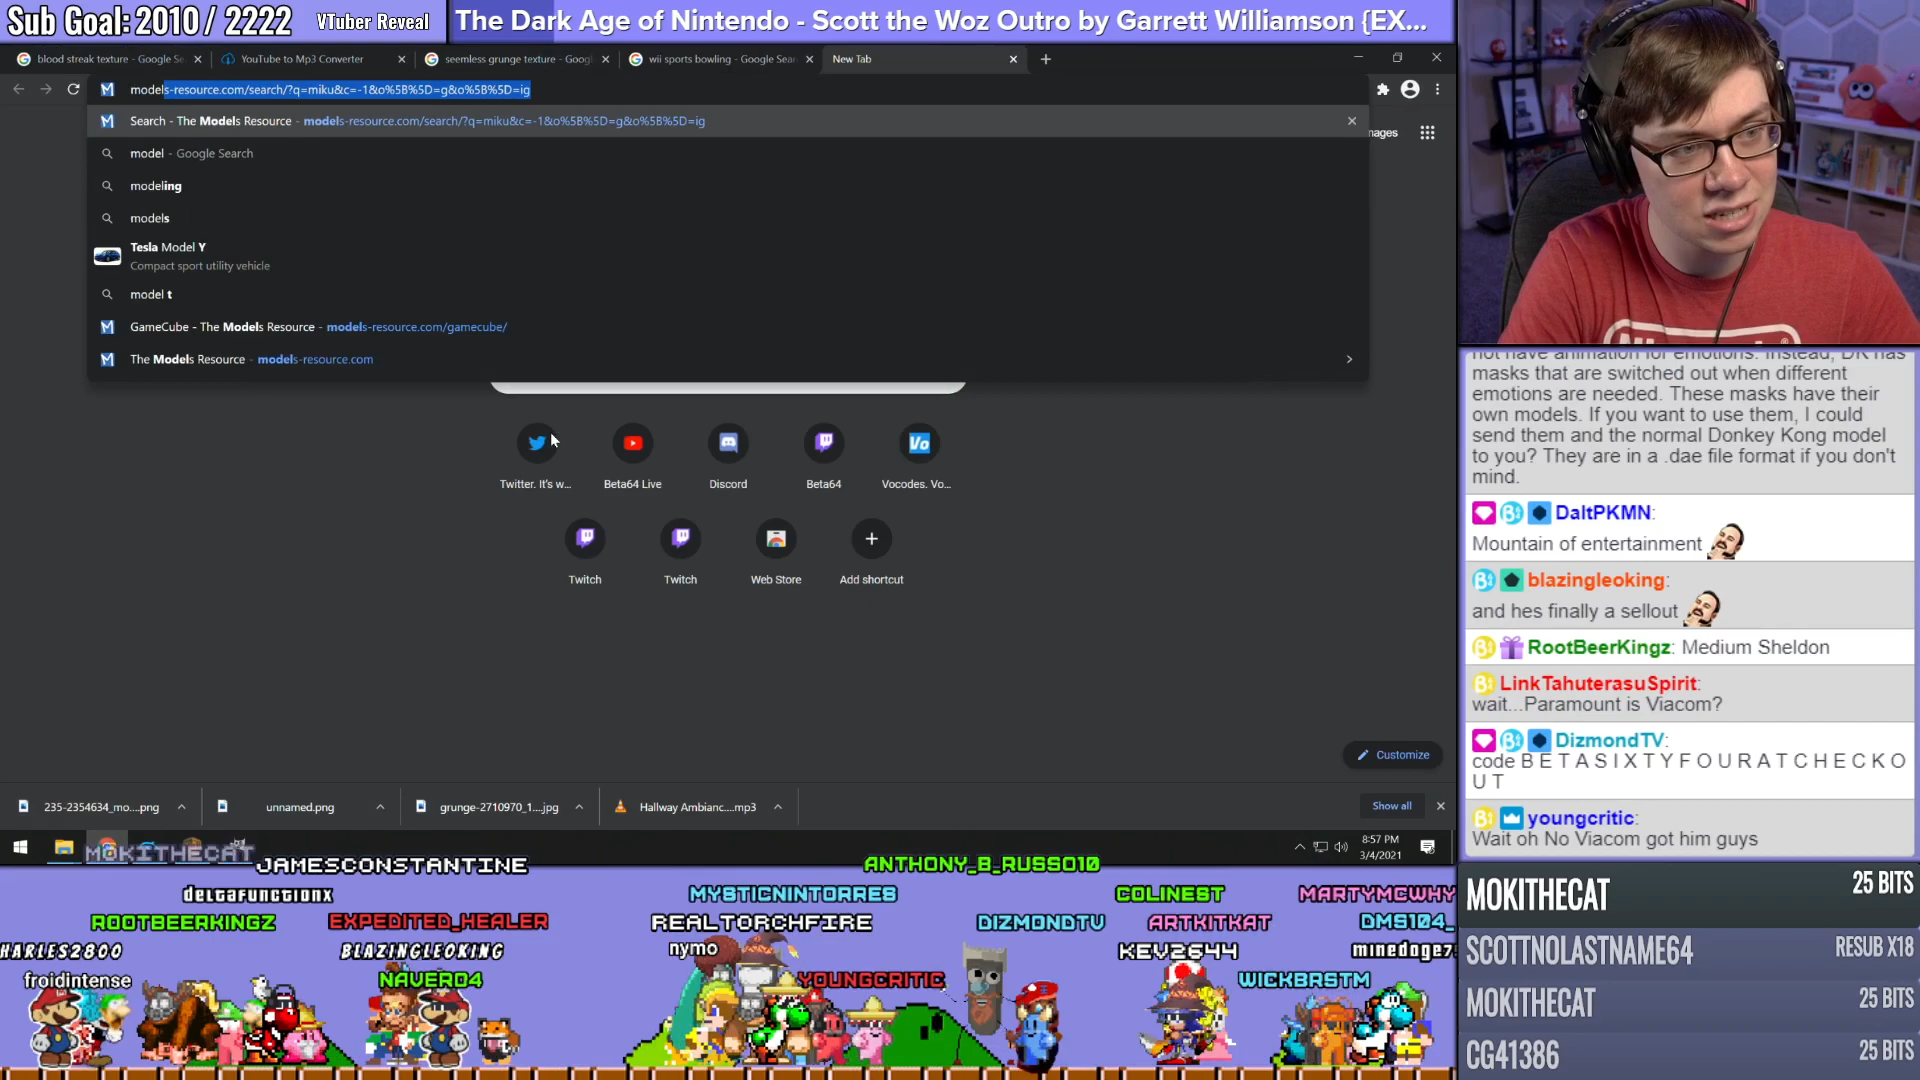 Sub Goal: 2010 / 2222
VTuber Reveal
The Dark Age of Nintendo - Scott the Woz Outro by Garrett Williamson {EX...
blood streak texture - Google Se
YouTube to Mp3 Converter
seemless grunge texture - Googl
wii sports bowling - Google Sear
New Tab
models-resource.com/search/?q=miku&c=-1&o%5B%5D=g&o%5B%5D=ig
Search - The Models Resource - models-resource.com/search/?q=miku&c=-1&o%5B%5D=g&o%5B%5D=ig
nages
model - Google Search
modeling
models
Tesla Model Y
Compact sport utility vehicle
model t
GameCube - The Models Resource - models-resource.com/gamecube/
The Models Resource - models-resource.com
Twitter. It's w...
Beta64 Live
Discord
Beta64
Vocodes. Vo...
Twitch
Twitch
Web Store
Add shortcut
Customize
235-2354634_mo....png
unnamed.png
grunge-2710970_1....jpg
Hallway Ambianc....mp3
Show all
8:57 PM
3/4/2021
not have animation for emotions. Instead, DK has
masks that are switched out when different
emotions are needed. These masks have their
own models. If you want to use them, I could
send them and the normal Donkey Kong model
to you? They are in a .dae file format if you don't
mind.
DaltPKMN:
Mountain of entertainment
blazingleoking:
and hes finally a sellout
RootBeerKingz: Medium Sheldon
LinkTahuterasuSpirit:
wait...Paramount is Viacom?
DizmondTV:
code B E T A S I X T Y F O U R A T C H E C K O
U T
youngcritic:
Wait oh No Viacom got him guys
MOKITHECAT 25 BITS
SCOTTNOLASTNAME64 RESUB X18
MOKITHECAT 25 BITS
CG41386 25 BITS
MOKITHECAT
JAMESCONSTANTINE
ANTHONY_B_RUSSO10
deltafunctionx
MYSTICNINTORRES
COLINEST
MARTYMCWHY
ROOTBEERKINGZ
EXPEDITED_HEALER
REALTORCHFIRE
DIZMONDTV
ARTKITKAT
DMS104_
HARLES2800
BLAZINGLEOKING
nymo
KEV2644
minedoge7
froidintense
NAVERO4
YOUNGCRITIC
WICKBRSTM